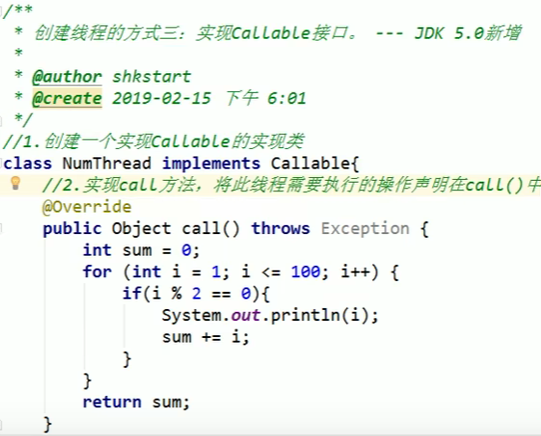 /**
 * 创建线程的方式三：实现Callable接口。 --- JDK 5.0新增
 *
 * @author shkstart
 * @create 2019-02-15 下午 6:01
 */
//1.创建一个实现Callable的实现类
class NumThread implements Callable{
    //2.实现call方法，将此线程需要执行的操作声明在call()中
    @Override
    public Object call() throws Exception {
        int sum = 0;
        for (int i = 1; i <= 100; i++) {
            if(i % 2 == 0){
                System.out.println(i);
                sum += i;
            }
        }
        return sum;
    }